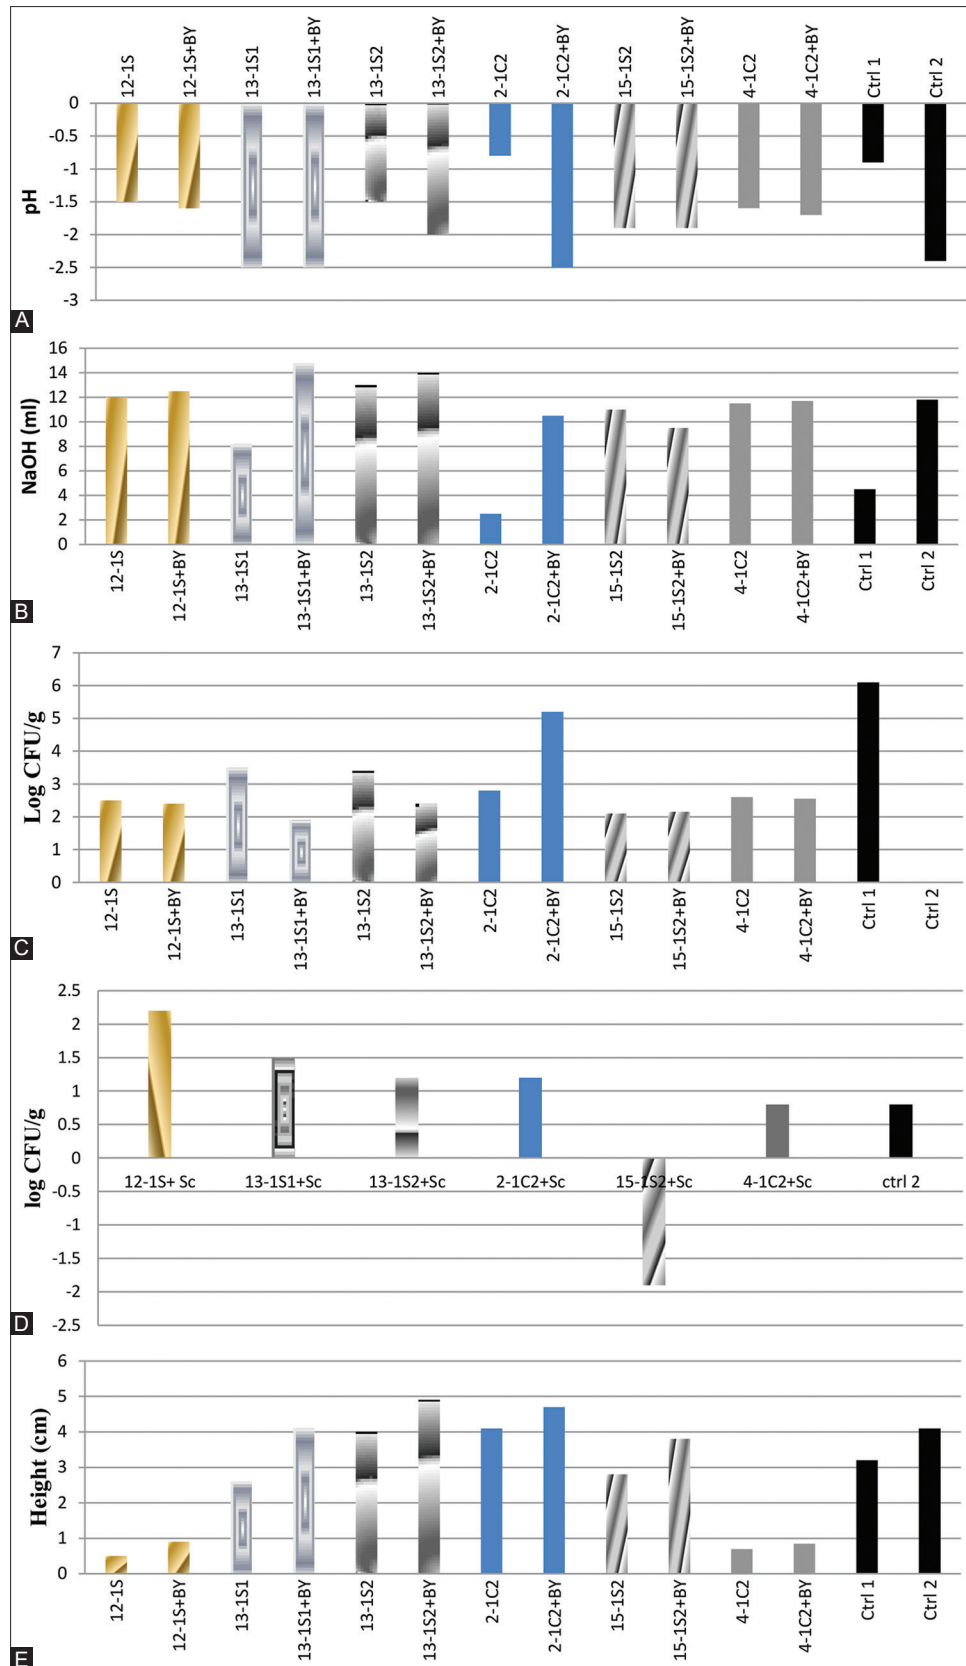 12-1S
12-1S+BY
13-1S1
13-1S1+BY
13-1S2
13-1S2+BY
2-1C2
2-1C2+BY
15-1S2
15-1S2+BY
4-1C2
4-1C2+BY
Ctrl 1
Ctrl 2
pH
0
-0.5
-1
-1.5
-2
-2.5
-3
A
NaOH (ml)
16
14
12
10
8
6
4
2
0
12-1S
12-1S+BY
13-1S1
13-1S1+BY
13-1S2
13-1S2+BY
2-1C2
2-1C2+BY
15-1S2
15-1S2+BY
4-1C2
4-1C2+BY
Ctrl 1
Ctrl 2
B
Log CFU/g
7
6
5
4
3
2
1
0
12-1S
12-1S+BY
13-1S1
13-1S1+BY
13-1S2
13-1S2+BY
2-1C2
2-1C2+BY
15-1S2
15-1S2+BY
4-1C2
4-1C2+BY
Ctrl 1
Ctrl 2
C
log CFU/g
2.5
2
1.5
1
0.5
0
-0.5
-1
-1.5
-2
-2.5
12-1S+ Sc
13-1S1+Sc
13-1S2+Sc
2-1C2+Sc
15-1S2+Sc
4-1C2+Sc
ctrl 2
D
Height (cm)
6
5
4
3
2
1
0
12-1S
12-1S+BY
13-1S1
13-1S1+BY
13-1S2
13-1S2+BY
2-1C2
2-1C2+BY
15-1S2
15-1S2+BY
4-1C2
4-1C2+BY
Ctrl 1
Ctrl 2
E